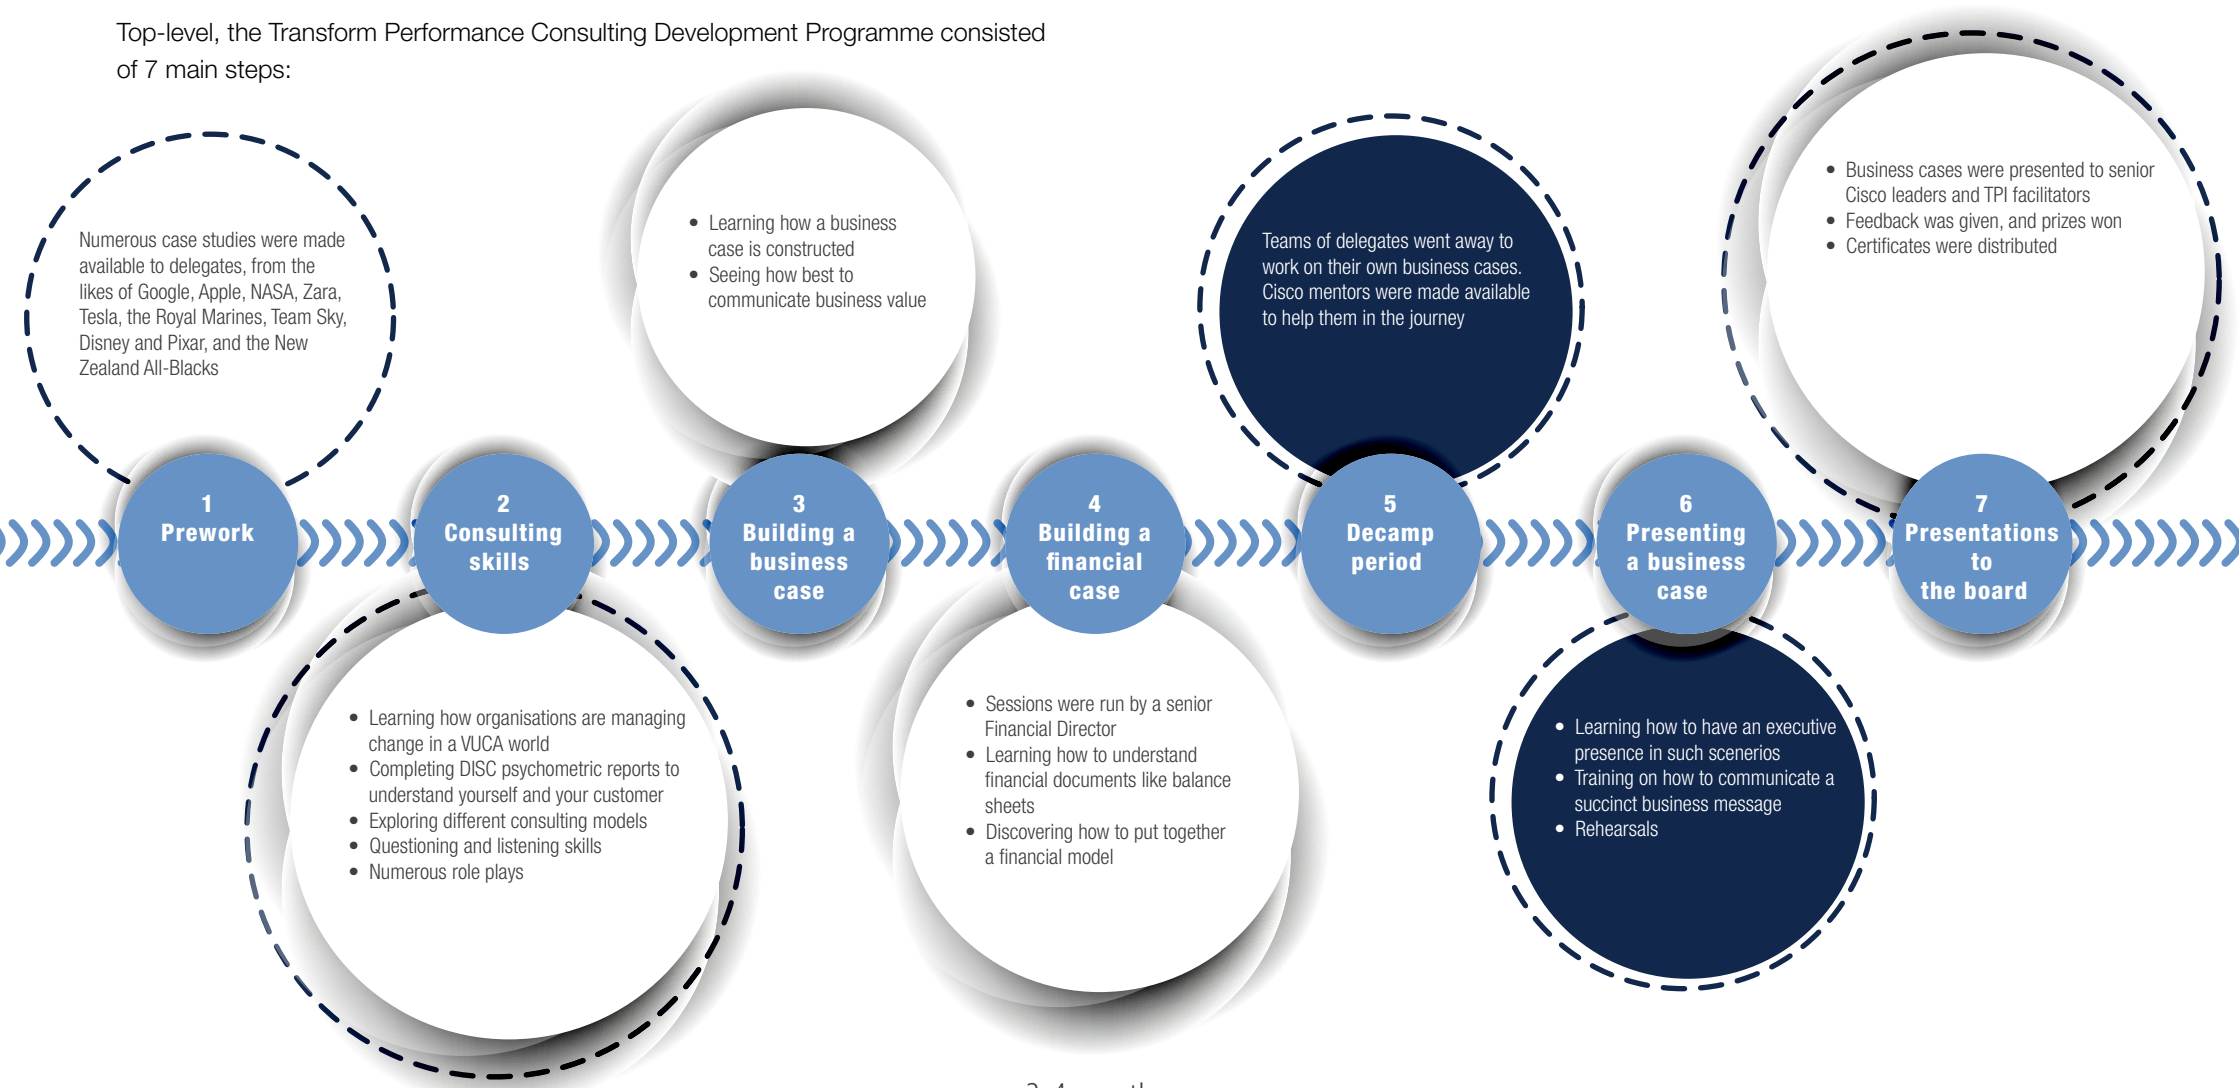 Top-level, the Transform Performance Consulting Development Programme consisted
of 7 main steps:
Numerous case studies were made
available to delegates, from the
likes of Google, Apple, NASA, Zara,
Tesla, the Royal Marines, Team Sky,
Disney and Pixar, and the New
Zealand All-Blacks
1
Prework
2
Consulting
skills
• Learning how organisations are managing
change in a VUCA world
• Completing DISC psychometric reports to
understand yourself and your customer
• Exploring different consulting models
• Questioning and listening skills
• Numerous role plays
• Learning how a business
case is constructed
• Seeing how best to
communicate business value
3
Building a
business
case
4
Building a
financial
case
• Sessions were run by a senior
Financial Director
• Learning how to understand
financial documents like balance
sheets
• Discovering how to put together
a financial model
Teams of delegates went away to
work on their own business cases.
Cisco mentors were made available
to help them in the journey
5
Decamp
period
6
Presenting
a business
case
• Learning how to have an executive
presence in such scenerios
• Training on how to communicate a
succinct business message
• Rehearsals
• Business cases were presented to senior
Cisco leaders and TPI facilitators
• Feedback was given, and prizes won
• Certificates were distributed
7
Presentations
to
the board